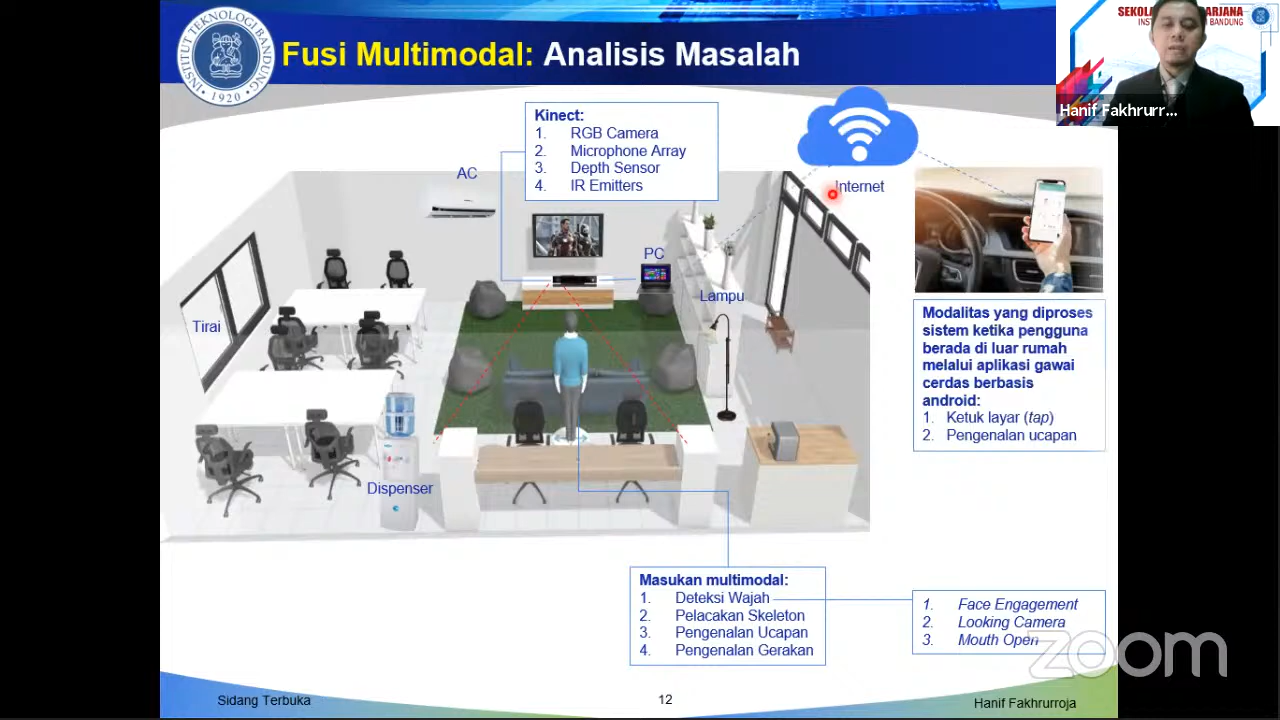 Fusi Multimodal: Analisis Masalah
INSTITUT TEKNOLOGI BANDUNG
1920
Hanif Fakhrurr...
Kinect:
1. RGB Camera
2. Microphone Array
3. Depth Sensor
4. IR Emitters
AC
Internet
PC
Lampu
Tirai
Dispenser
Modalitas yang diproses
sistem ketika pengguna
berada di luar rumah
melalui aplikasi gawai
cerdas berbasis
android:
1. Ketuk layar (tap)
2. Pengenalan ucapan
Masukan multimodal:
1. Deteksi Wajah
2. Pelacakan Skeleton
3. Pengenalan Ucapan
4. Pengenalan Gerakan
1. Face Engagement
2. Looking Camera
3. Mouth Open
zoom
Sidang Terbuka
12
Hanif Fakhrurroja